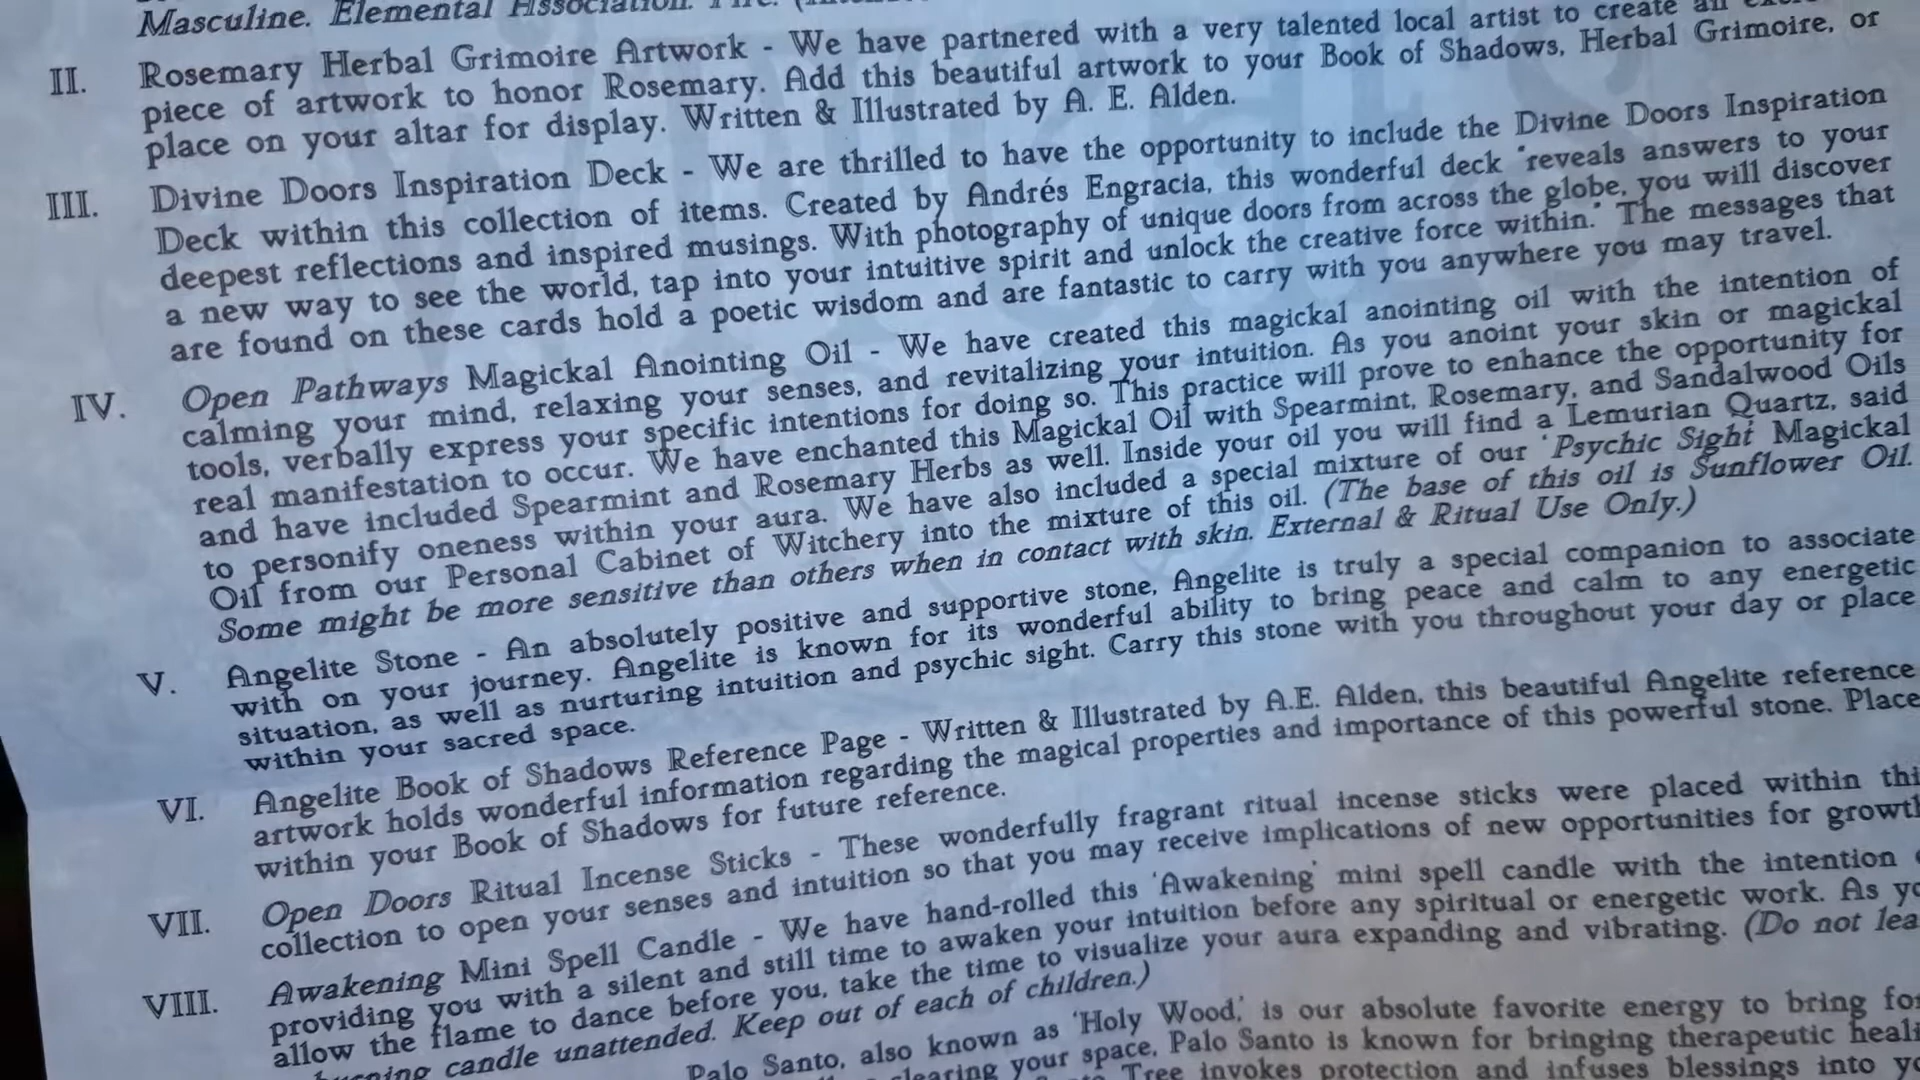 Masculine. Elemental Association:
II. Rosemary Herbal Grimoire Artwork - We have partnered with a very talented local artist to create an
piece of artwork to honor Rosemary. Add this beautiful artwork to your Book of Shadows, Herbal Grimoire, or
place on your altar for display. Written & Illustrated by A. E. Alden.
III. Divine Doors Inspiration Deck - We are thrilled to have the opportunity to include the Divine Doors Inspiration
Deck within this collection of items. Created by Andrés Engracia, this wonderful deck "reveals answers to your
deepest reflections and inspired musings. With photography of unique doors from across the globe, you will discover
a new way to see the world, tap into your intuitive spirit and unlock the creative force within." The messages that
are found on these cards hold a poetic wisdom and are fantastic to carry with you anywhere you may travel.
IV. Open Pathways Magickal Anointing Oil - We have created this magickal anointing oil with the intention of
calming your mind, relaxing your senses, and revitalizing your intuition. As you anoint your skin or magickal
tools, verbally express your specific intentions for doing so. This practice will prove to enhance the opportunity for
real manifestation to occur. We have enchanted this Magickal Oil with Spearmint, Rosemary, and Sandalwood Oils
and have included Spearmint and Rosemary Herbs as well. Inside your oil you will find a Lemurian Quartz, said
to personify oneness within your aura. We have also included a special mixture of our 'Psychic Sight' Magickal
Oil from our Personal Cabinet of Witchery into the mixture of this oil. (The base of this oil is Sunflower Oil.
Some might be more sensitive than others when in contact with skin. External & Ritual Use Only.)
V. Angelite Stone - An absolutely positive and supportive stone, Angelite is truly a special companion to associate
with on your journey. Angelite is known for its wonderful ability to bring peace and calm to any energetic
situation, as well as nurturing intuition and psychic sight. Carry this stone with you throughout your day or place
within your sacred space.
VI. Angelite Book of Shadows Reference Page - Written & Illustrated by A.E. Alden, this beautiful Angelite reference
artwork holds wonderful information regarding the magical properties and importance of this powerful stone. Place
within your Book of Shadows for future reference.
VII. Open Doors Ritual Incense Sticks - These wonderfully fragrant ritual incense sticks were placed within thi
collection to open your senses and intuition so that you may receive implications of new opportunities for growth
VIII. Awakening Mini Spell Candle - We have hand-rolled this 'Awakening' mini spell candle with the intention
providing you with a silent and still time to awaken your intuition before any spiritual or energetic work. As yo
allow the flame to dance before you, take the time to visualize your aura expanding and vibrating. (Do not lea
candle unattended. Keep out of each of children.)
Palo Santo, also known as 'Holy Wood,' is our absolute favorite energy to bring for
clearing your space, Palo Santo is known for bringing therapeutic heali
Tree invokes protection and infuses blessings into yo